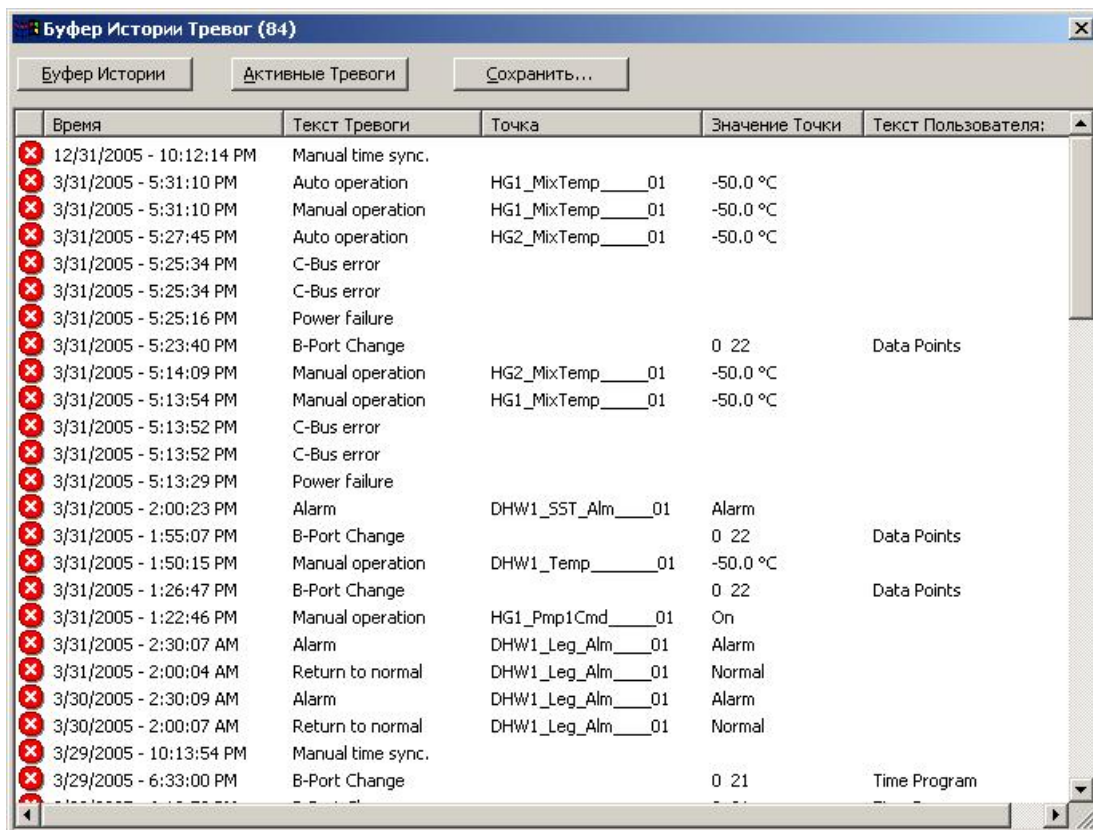 Буфер Истории Тревог (84)
Буфер Истории Активные Тревоги Сохранить...
Время Текст Тревоги Точка Значение Точки Текст Пользователя:
12/31/2005 - 10:12:14 PM Manual time sync.
3/31/2005 - 5:31:10 PM Auto operation HG1_MixTemp_____01 -50.0 °C
3/31/2005 - 5:31:10 PM Manual operation HG1_MixTemp_____01 -50.0 °C
3/31/2005 - 5:27:45 PM Auto operation HG2_MixTemp_____01 -50.0 °C
3/31/2005 - 5:25:34 PM C-Bus error
3/31/2005 - 5:25:34 PM C-Bus error
3/31/2005 - 5:25:16 PM Power failure
3/31/2005 - 5:23:40 PM B-Port Change 0 22 Data Points
3/31/2005 - 5:14:09 PM Manual operation HG2_MixTemp_____01 -50.0 °C
3/31/2005 - 5:13:54 PM Manual operation HG1_MixTemp_____01 -50.0 °C
3/31/2005 - 5:13:52 PM C-Bus error
3/31/2005 - 5:13:52 PM C-Bus error
3/31/2005 - 5:13:29 PM Power failure
3/31/2005 - 2:00:23 PM Alarm DHW1_SST_Alm____01 Alarm
3/31/2005 - 1:55:07 PM B-Port Change 0 22 Data Points
3/31/2005 - 1:50:15 PM Manual operation DHW1_Temp_______01 -50.0 °C
3/31/2005 - 1:26:47 PM B-Port Change 0 22 Data Points
3/31/2005 - 1:22:46 PM Manual operation HG1_Pmp1Cmd_____01 On
3/31/2005 - 2:30:07 AM Alarm DHW1_Leg_Alm____01 Alarm
3/31/2005 - 2:00:04 AM Return to normal DHW1_Leg_Alm____01 Normal
3/30/2005 - 2:30:09 AM Alarm DHW1_Leg_Alm____01 Alarm
3/30/2005 - 2:00:07 AM Return to normal DHW1_Leg_Alm____01 Normal
3/29/2005 - 10:13:54 PM Manual time sync.
3/29/2005 - 6:33:00 PM B-Port Change 0 21 Time Program